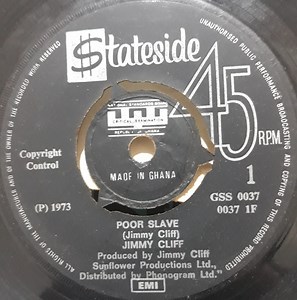 Stateside
45
R.P.M.
UNAUTHORISED PUBLIC PERFORMANCE, BROADCASTING AND COPYING OF THIS RECORD PROHIBITED
ALL RIGHTS OF THE MANUFACTURER AND OF THE OWNER OF THE RECORDED WORK RESERVED
CRITICAL EXAMINATION
MADE IN GHANA
Copyright
Control
1
GSS 0037
0037 1F
(P) 1973
POOR SLAVE
(Jimmy Cliff)
JIMMY CLIFF
Produced by Jimmy Cliff
Sunflower Productions Ltd.,
Distributed by Phonogram Ltd.
EMI